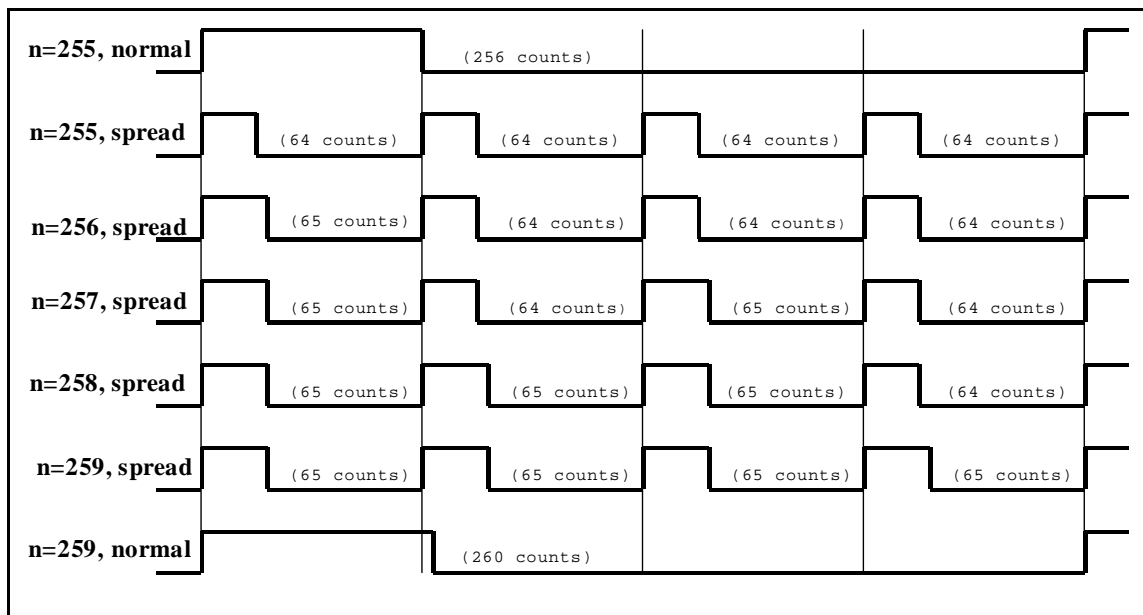 n=255, normal
(256 counts)
n=255, spread
(64 counts) (64 counts) (64 counts) (64 counts)
n=256, spread
(65 counts) (64 counts) (64 counts) (64 counts)
n=257, spread
(65 counts) (64 counts) (65 counts) (64 counts)
n=258, spread
(65 counts) (65 counts) (65 counts) (64 counts)
n=259, spread
(65 counts) (65 counts) (65 counts) (65 counts)
n=259, normal
(260 counts)